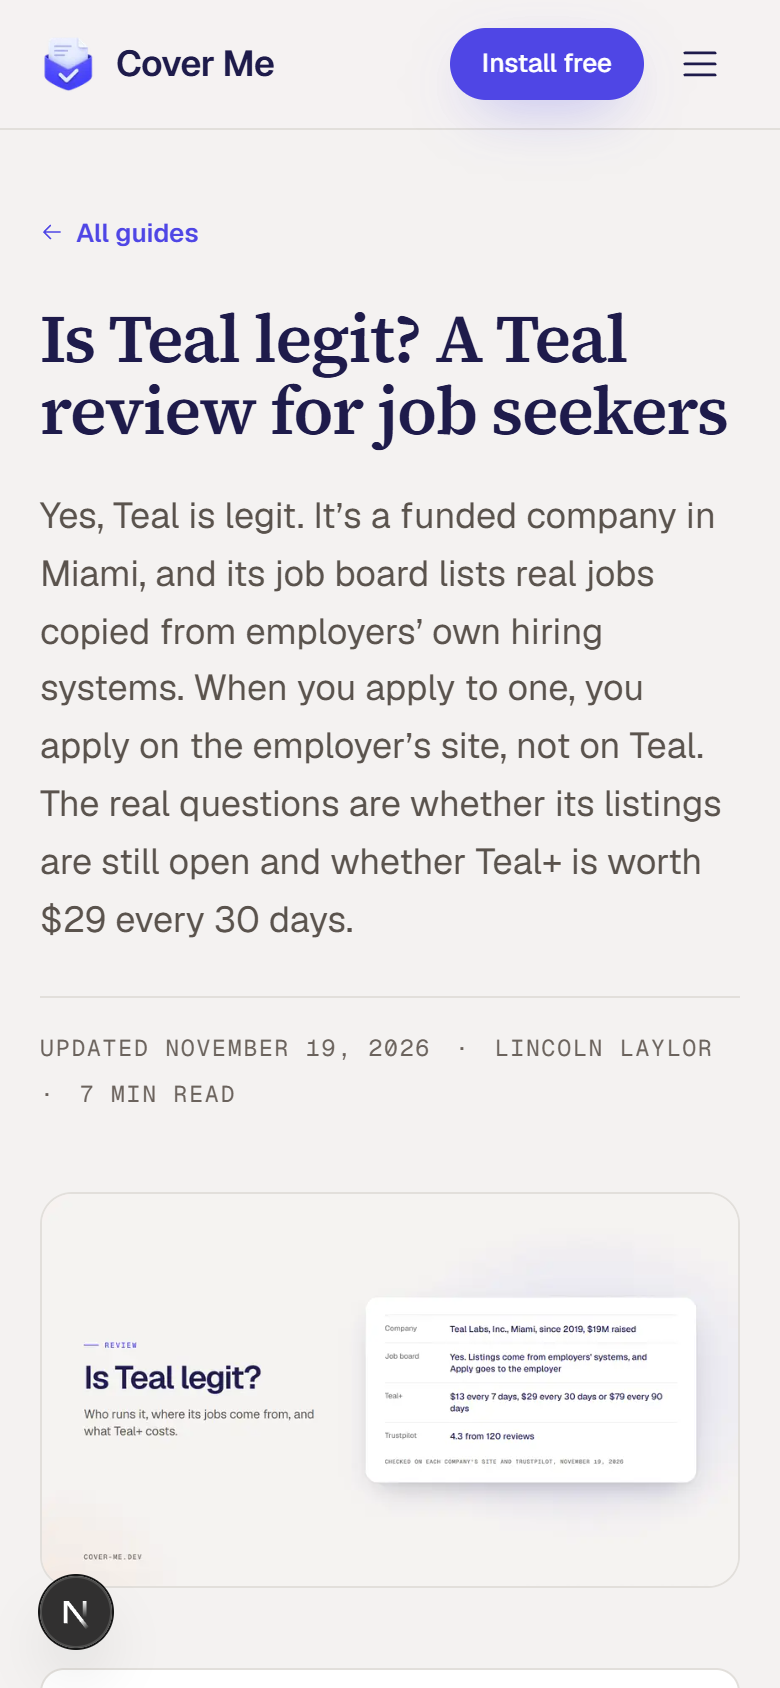 Cover Me
Install free
← All guides
Is Teal legit? A Teal
review for job seekers
Yes, Teal is legit. It’s a funded company in
Miami, and its job board lists real jobs
copied from employers’ own hiring
systems. When you apply to one, you
apply on the employer’s site, not on Teal.
The real questions are whether its listings
are still open and whether Teal+ is worth
$29 every 30 days.
UPDATED NOVEMBER 19, 2026 · LINCOLN LAYLOR
· 7 MIN READ
REVIEW
Is Teal legit?
Who runs it, where its jobs come from, and
what Teal+ costs.
COVER-ME.DEV
Company Teal Labs, Inc., Miami, since 2019, $19M raised
Job board Yes. Listings come from employers' systems, and
Apply goes to the employer
Teal+ $13 every 7 days, $29 every 30 days or $79 every 90
days
Trustpilot 4.3 from 120 reviews
CHECKED ON EACH COMPANY'S SITE AND TRUSTPILOT, NOVEMBER 19, 2026
N